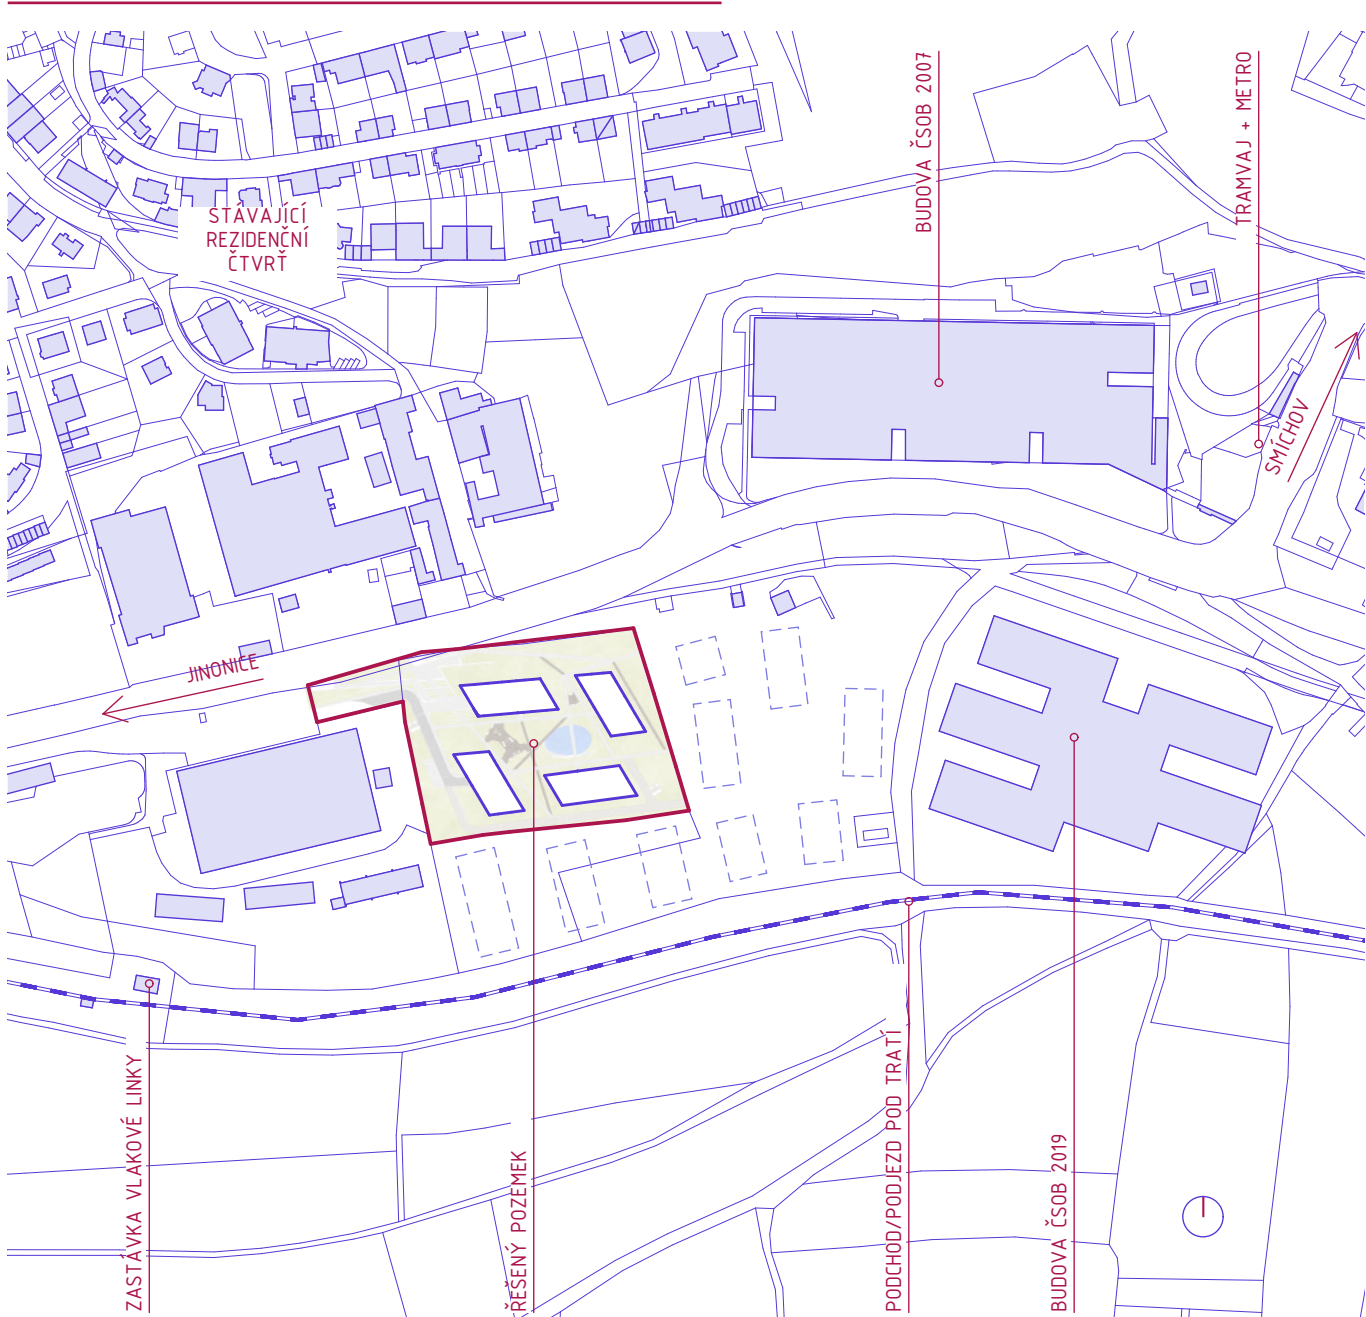 BUDOVA ČSOB 2007
TRAMVAJ + METRO
STÁVAJÍCÍ
REZIDENČNÍ
ČTVRŤ
SMÍCHOV
JINONICE
ZASTÁVKA VLAKOVÉ LINKY
ŘEŠENÝ POZEMEK
PODCHOD/PODJEZD POD TRATÍ
BUDOVA ČSOB 2019